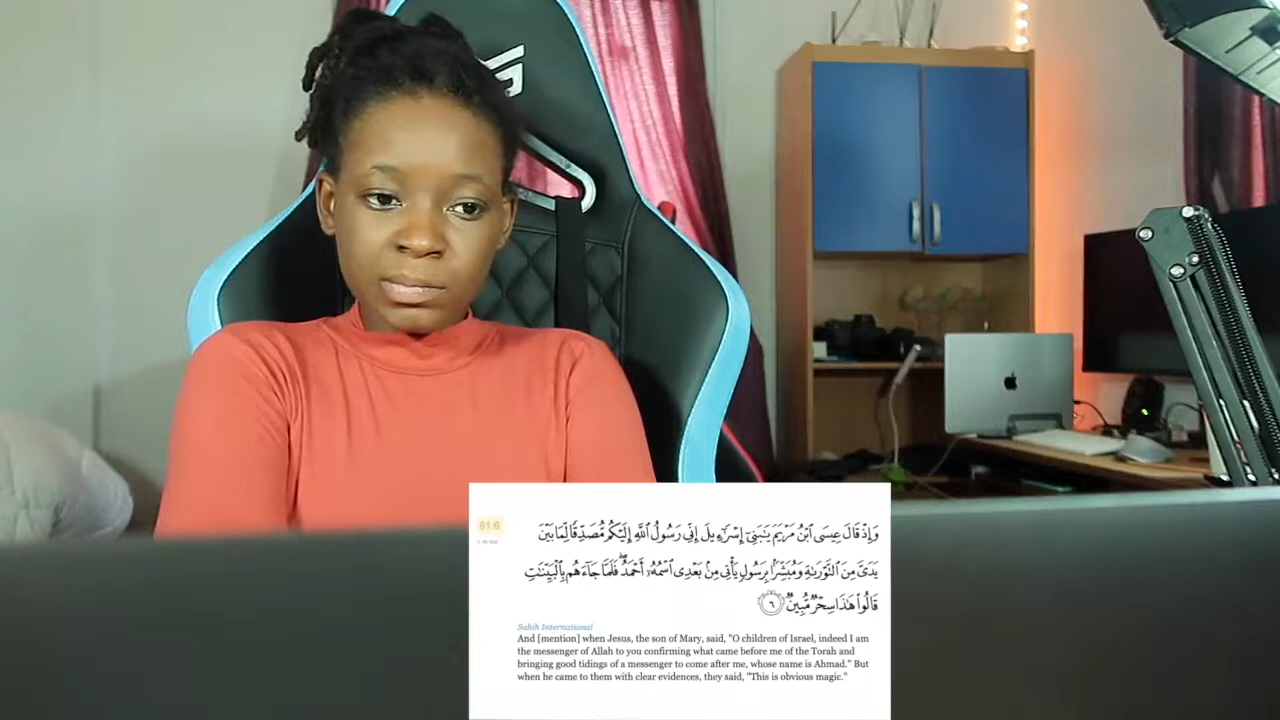 61:6
وَإِذْ قَالَ عِيسَى ٱبْنُ مَرْيَمَ يَٰبَنِىٓ إِسْرَٰٓءِيلَ إِنِّى رَسُولُ ٱللَّهِ إِلَيْكُم مُّصَدِّقًا لِّمَا بَيْنَ
يَدَىَّ مِنَ ٱلتَّوْرَىٰةِ وَمُبَشِّرًۢا بِرَسُولٍ يَأْتِى مِنۢ بَعْدِى ٱسْمُهُۥٓ أَحْمَدُ ۖ فَلَمَّا جَآءَهُم بِٱلْبَيِّنَٰتِ
قَالُوا۟ هَٰذَا سِحْرٌ مُّبِينٌ ٦
Sahih International
And [mention] when Jesus, the son of Mary, said, "O children of Israel, indeed I am
the messenger of Allah to you confirming what came before me of the Torah and
bringing good tidings of a messenger to come after me, whose name is Ahmad." But
when he came to them with clear evidences, they said, "This is obvious magic."